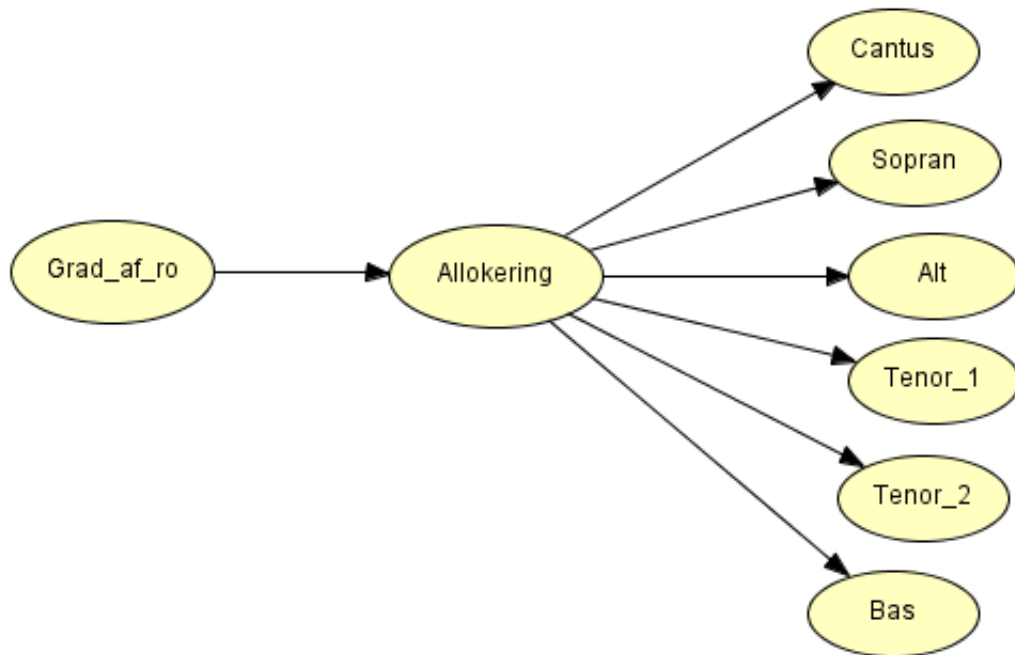 Cantus
Sopran
Grad_af_ro
Allokering
Alt
Tenor_1
Tenor_2
Bas